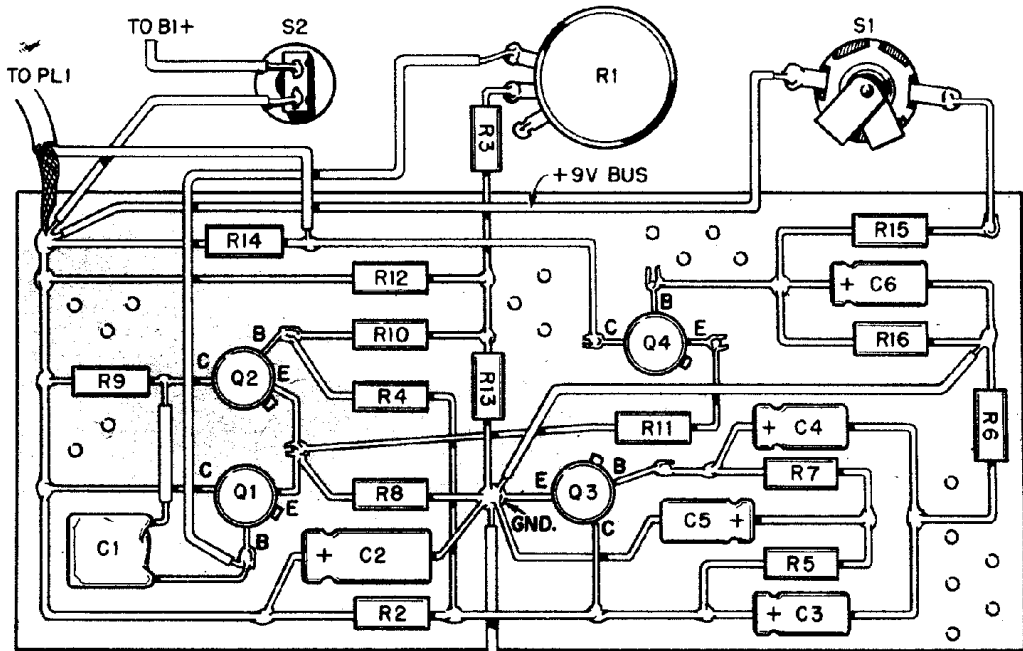 TO B1+
S2
S1
TO PL1
R1
R3
+9V BUS
R14
R15
R12
C6
B
B
R10
C
E
Q4
R16
C
Q2
E
R9
R4
R13
R11
C4
R6
C
Q1
E
R8
E
Q3
B
R7
GND.
C
C5
B
C1
C2
R5
R2
C3
+
+
+
+
+